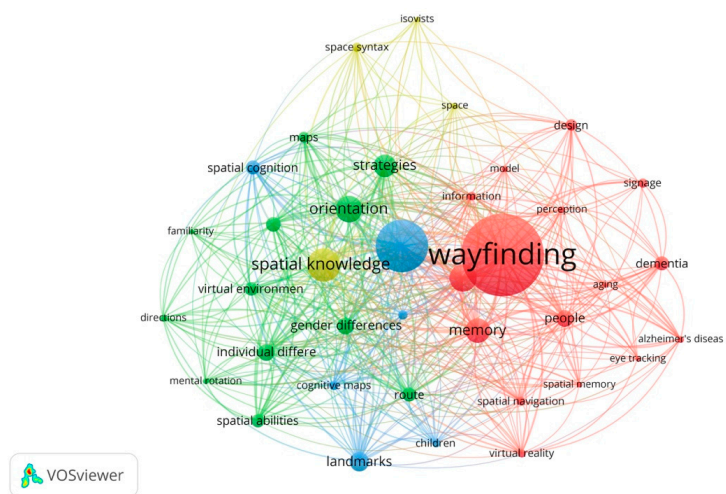 isovists
space syntax
space
design
maps
spatial cognition
strategies
model
signage
information
orientation
perception
familiarity
wayfinding
spatial knowledge
dementia
virtual environmen
aging
directions
gender differences
memory
people
alzheimer's diseas
individual differe
eye tracking
mental rotation
cognitive maps
spatial memory
route
spatial navigation
spatial abilities
children
landmarks
virtual reality
VOSviewer